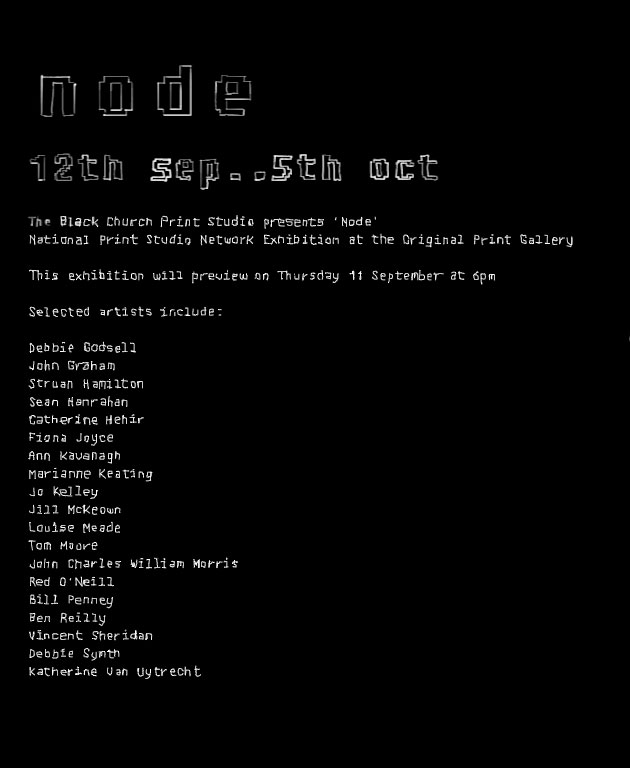 node
12th sep..5th oct
The Black Church Print Studio presents 'Node'
National Print Studio Network Exhibition at the Original Print Gallery
This exhibition will preview on Thursday 11 September at 6pm
Selected artists include:
Debbie Godsell
John Graham
Struan Hamilton
Sean Hanrahan
Catherine Hehir
Fiona Joyce
Ann Kavanagh
Marianne Keating
Jo Kelley
Jill McKeown
Louise Meade
Tom Moore
John Charles William Morris
Red O'Neill
Bill Penney
Ben Reilly
Vincent Sheridan
Debbie Synth
Katherine Van Uytrecht